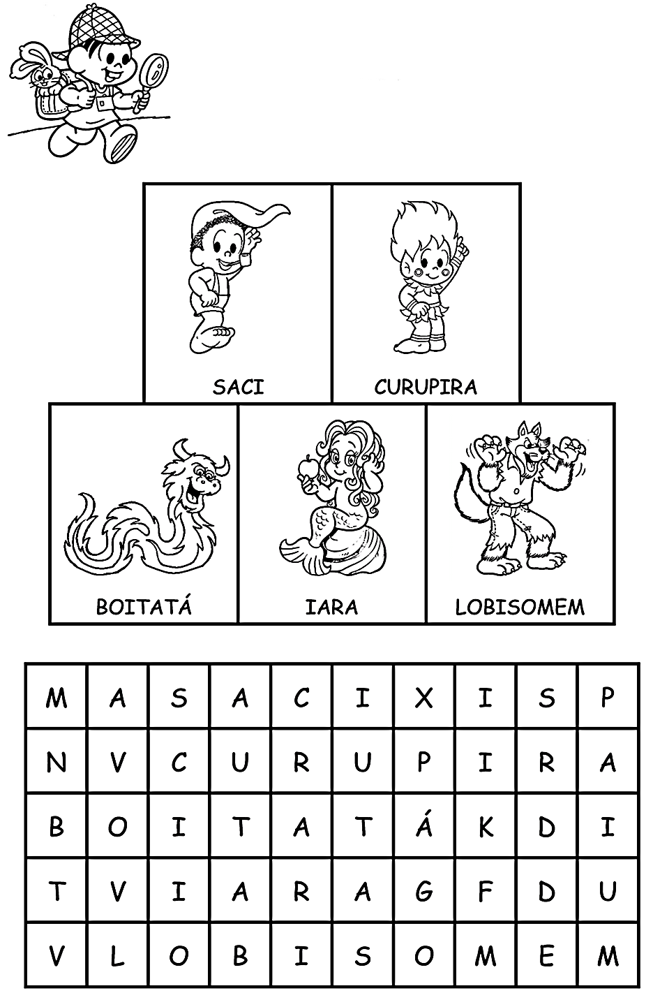 SACI CURUPIRA
BOITATÁ IARA LOBISOMEM
M A S A C I X I S P
N V C U R U P I R A
B O I T A T Á K D I
T V I A R A G F D U
V L O B I S O M E M